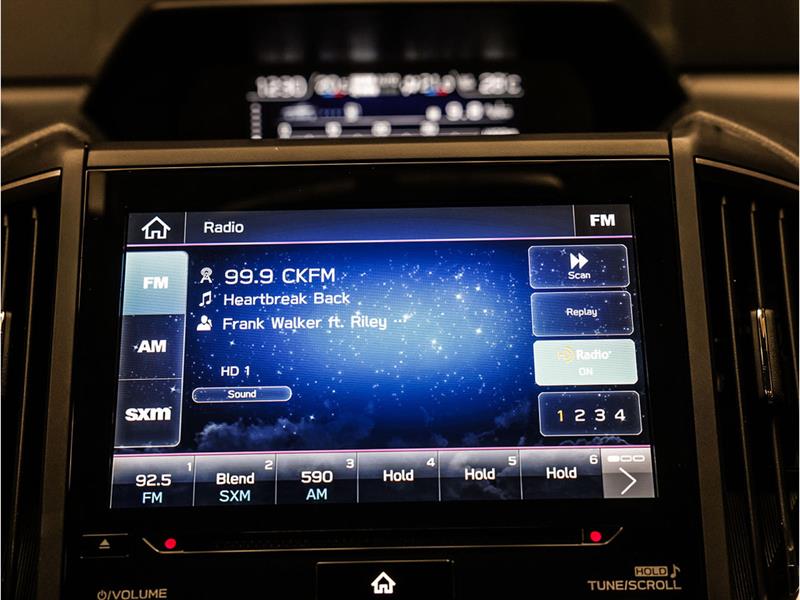 Radio
FM
FM
AM
sxm
99.9 CKFM
Heartbreak Back
Frank Walker ft. Riley ...
HD 1
Sound
Scan
Replay
HD Radio
ON
1 2 3 4
92.5 1
FM
Blend 2
SXM
590 3
AM
Hold 4
Hold 5
Hold 6
VOLUME
HOLD
TUNE/SCROLL